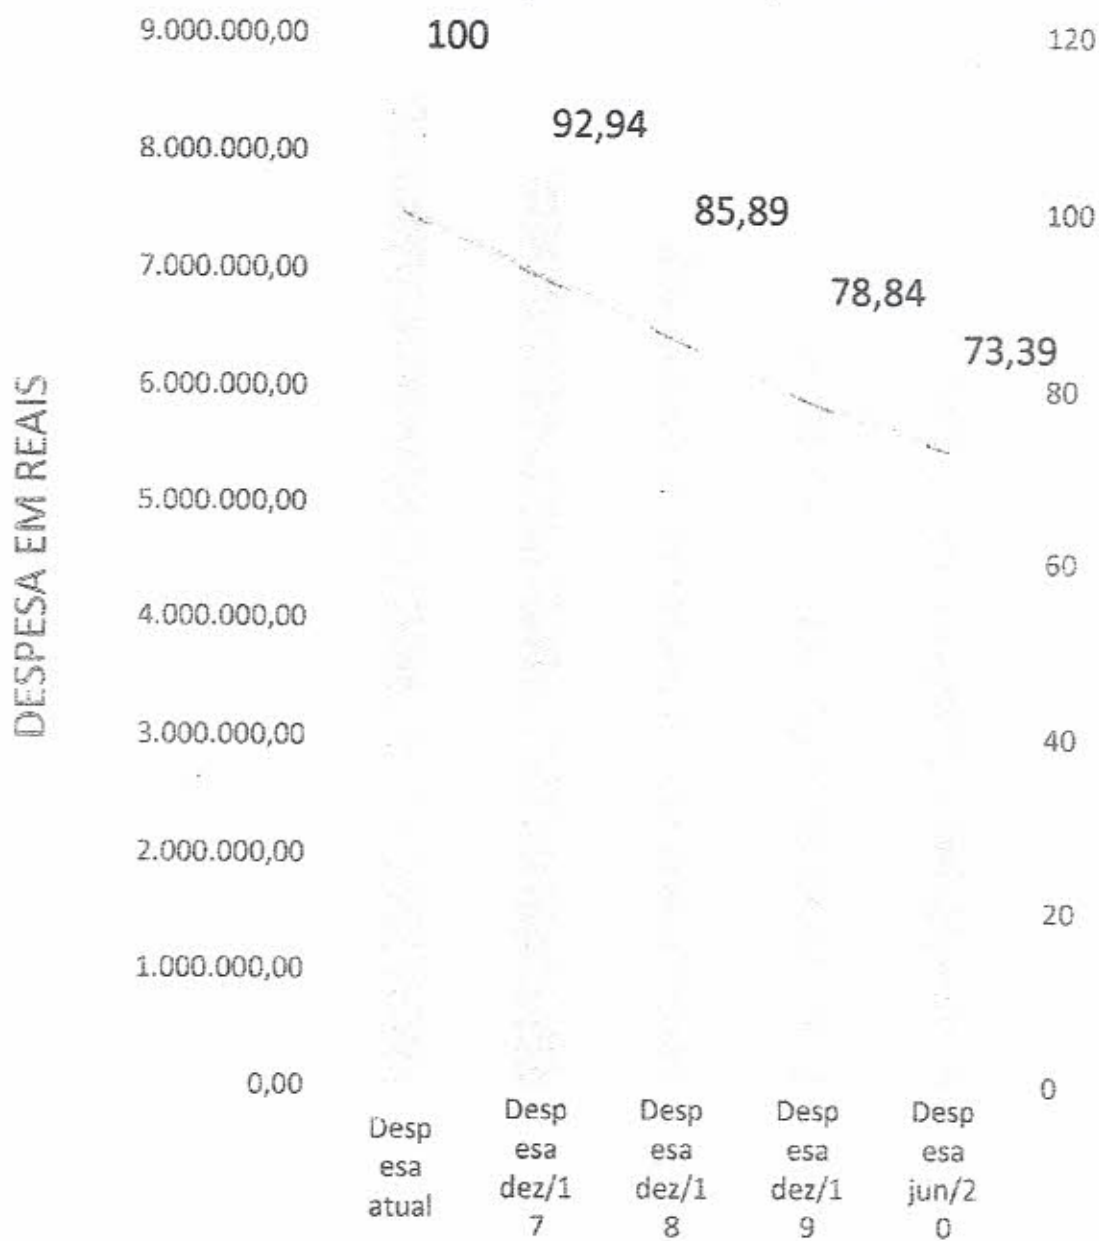 DESPESA EM REAIS
9.000.000,00
8.000.000,00
7.000.000,00
6.000.000,00
5.000.000,00
4.000.000,00
3.000.000,00
2.000.000,00
1.000.000,00
0,00
100
92,94
85,89
78,84
73,39
120
100
80
60
40
20
0
Desp
esa
atual
Desp
esa
dez/1
7
Desp
esa
dez/1
8
Desp
esa
dez/1
9
Desp
esa
jun/2
0